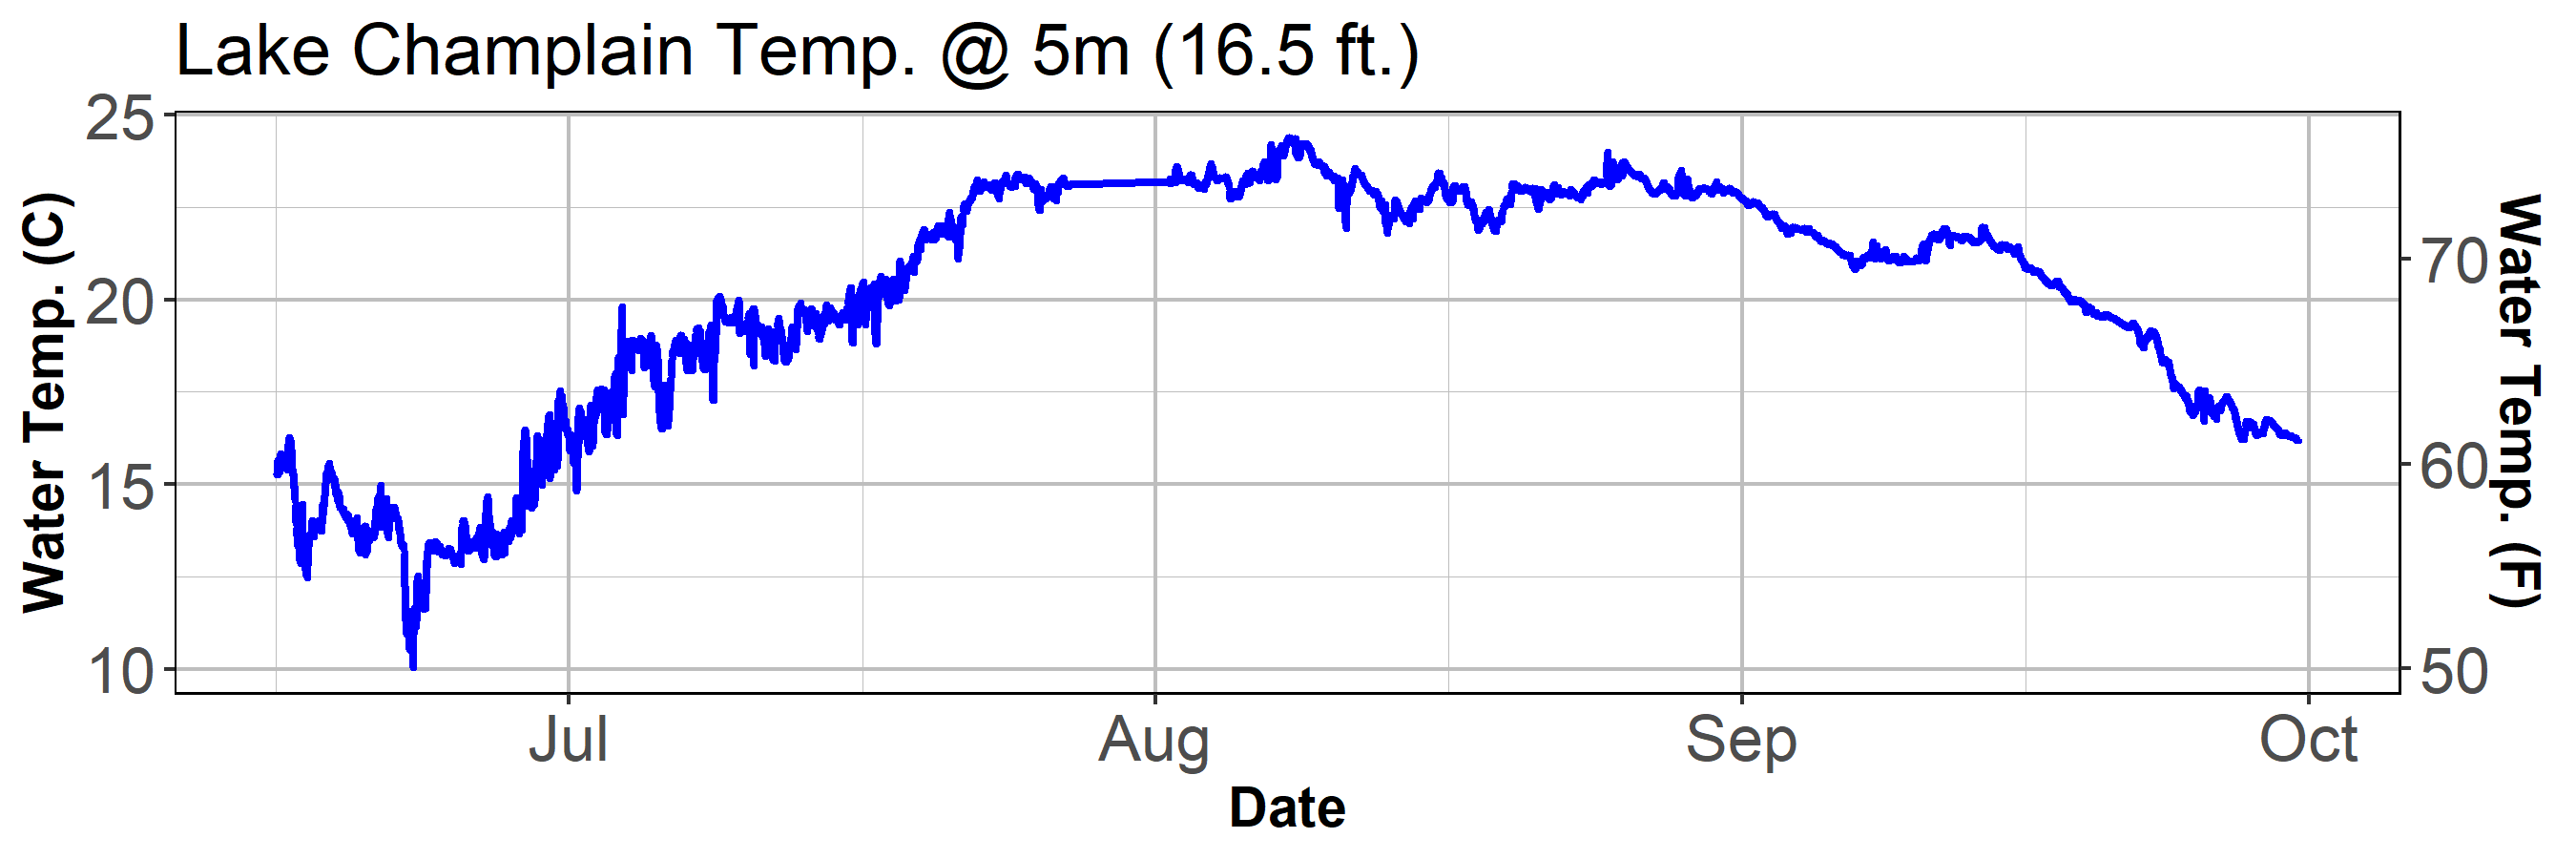 Lake Champlain Temp. @ 5m (16.5 ft.)
Water Temp. (C)
25
20
15
10
70
60
50
Water Temp. (F)
Jul Aug Sep Oct
Date